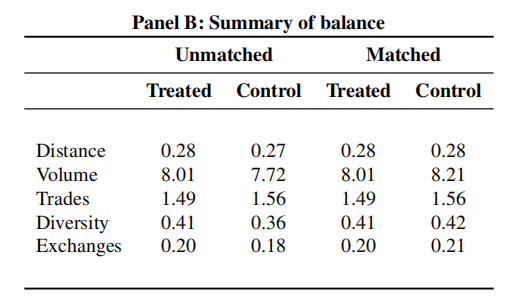 Panel B: Summary of balance
Unmatched Matched
Treated Control Treated Control
Distance 0.28 0.27 0.28 0.28
Volume 8.01 7.72 8.01 8.21
Trades 1.49 1.56 1.49 1.56
Diversity 0.41 0.36 0.41 0.42
Exchanges 0.20 0.18 0.20 0.21